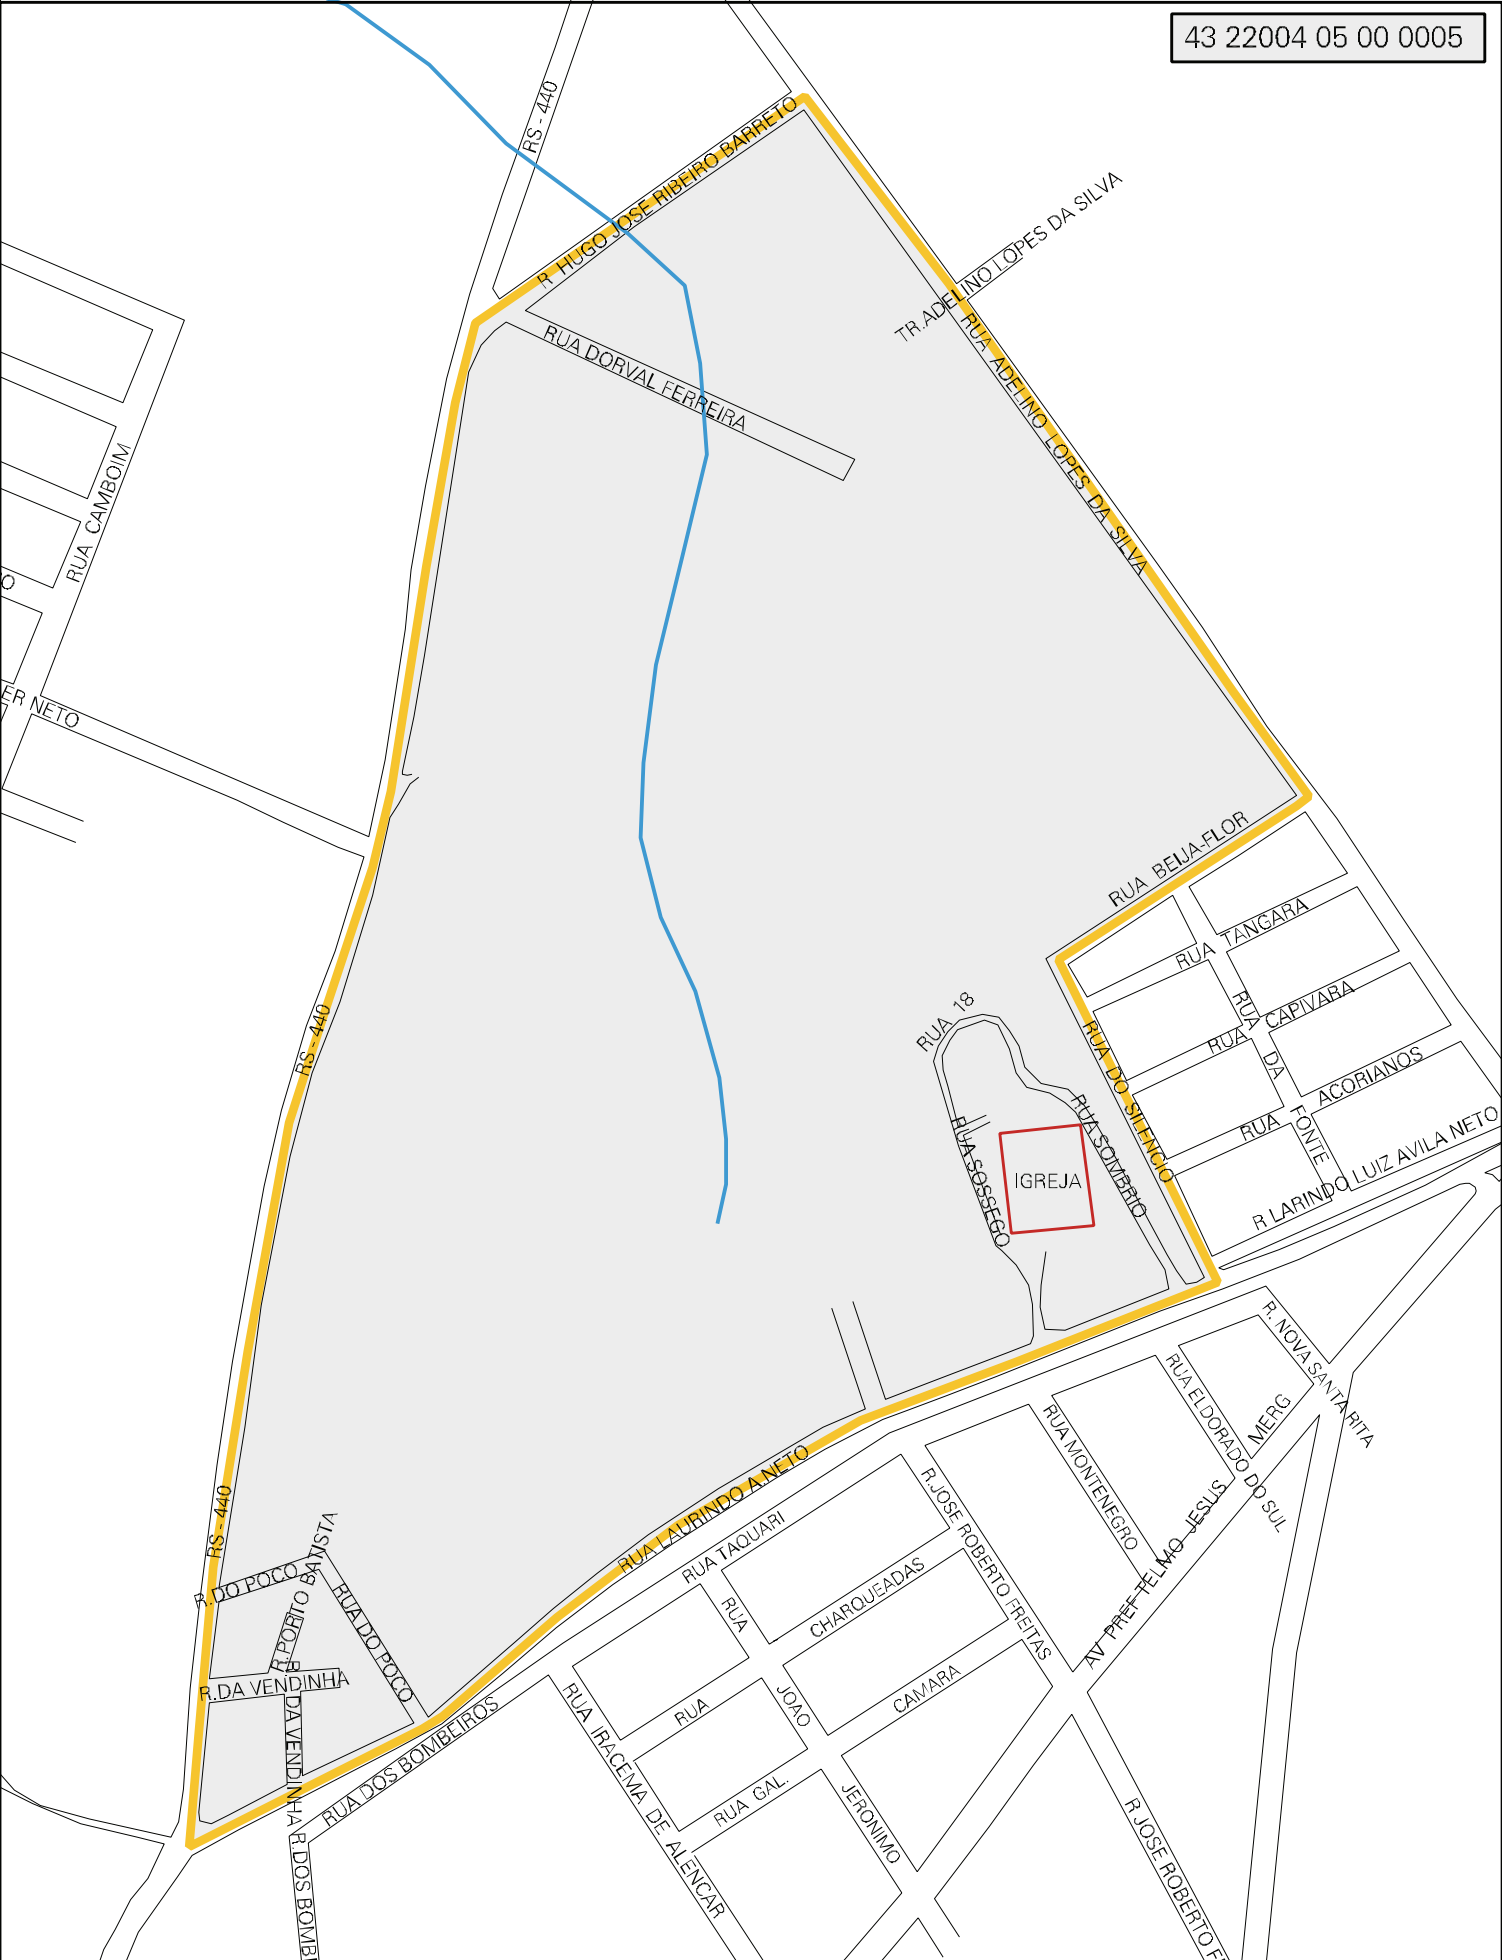 43 22004 05 00 0005
RS - 440
R HUGO JOSE RIBEIRO BARRETO
TR.ADELINO LOPES DA SILVA
RUA ADELINO LOPES DA SILVA
RUA DORVAL FERREIRA
RUA CAMBOIM
O
ER NETO
RUA BEIJA-FLOR
RUA TANGARA
RUA CAPIVARA
RUA DA FONTE
RUA ACORIANOS
R LARINDO LUIZ AVILA NETO
RUA DO SILENCIO
RUA 18
RUA SOSSEGO
RUA SOMBRIO
IGREJA
RS - 440
R. NOVA SANTA RITA
RUA ELDORADO DO SUL
MERG
RUA MONTENEGRO
AV PREF TELMO JESUS
R.JOSE ROBERTO FREITAS
RUA LAURINDO A.NETO
RUA TAQUARI
RUA CHARQUEADAS
RUA JOAO JERONIMO
RUA GAL. CAMARA
RS - 440
R.DO POCO
R.PORTO BATISTA
RUA DO POCO
R.DA VENDINHA
R.DA VENDINHA
RUA DOS BOMBEIROS
R.DOS BOMBE
RUA IRACEMA DE ALENCAR
R.JOSE ROBERTO F